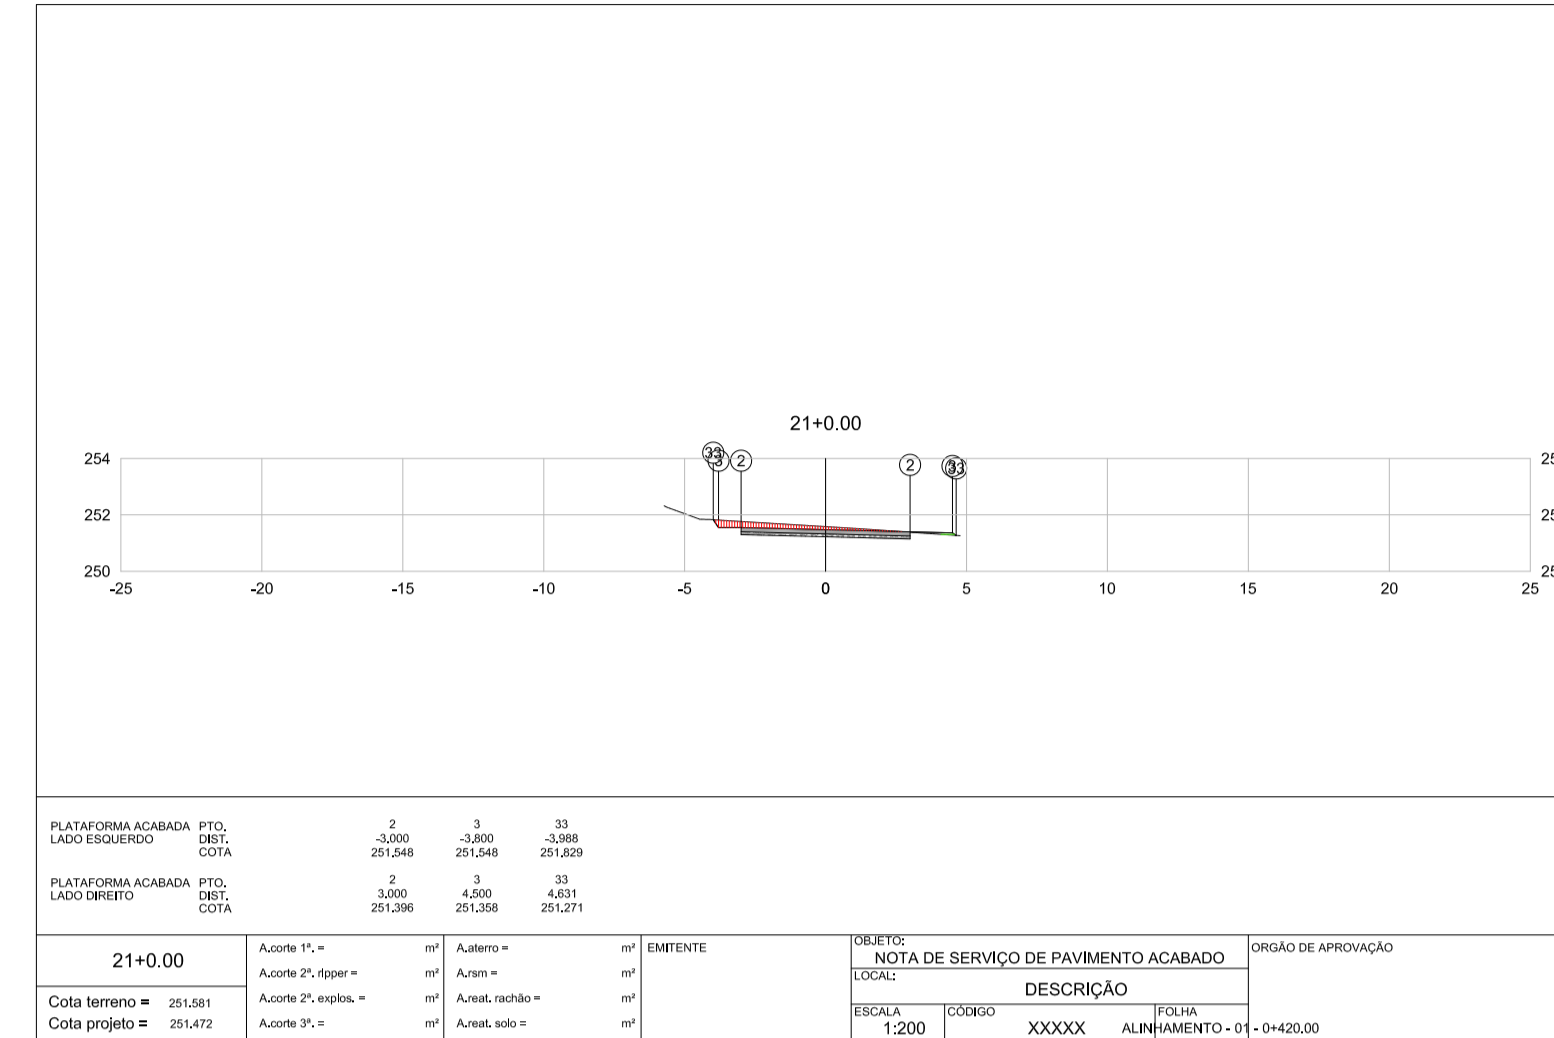 21+0.00
33 3 2 2 3 33
254 25
252 25
250 25
-25 -20 -15 -10 -5 0 5 10 15 20 25
PLATAFORMA ACABADA PTO. 2 3 33
LADO ESQUERDO DIST. -3.000 -3.800 -3.988
COTA 251.548 251.548 251.829
PLATAFORMA ACABADA PTO. 2 3 33
LADO DIREITO DIST. 3.000 4.500 4.631
COTA 251.396 251.358 251.271
21+0.00
Cota terreno = 251.581
Cota projeto = 251.472
A.corte 1ª. = m²
A.corte 2ª. ripper = m²
A.corte 2ª. explos. = m²
A.corte 3ª. = m²
A.aterro = m²
A.rsm = m²
A.reat. rachão = m²
A.reat. solo = m²
EMITENTE
OBJETO:
NOTA DE SERVIÇO DE PAVIMENTO ACABADO
LOCAL:
DESCRIÇÃO
ESCALA
1:200
CÓDIGO
XXXXX
FOLHA
ALINHAMENTO - 01 - 0+420.00
ORGÃO DE APROVAÇÃO